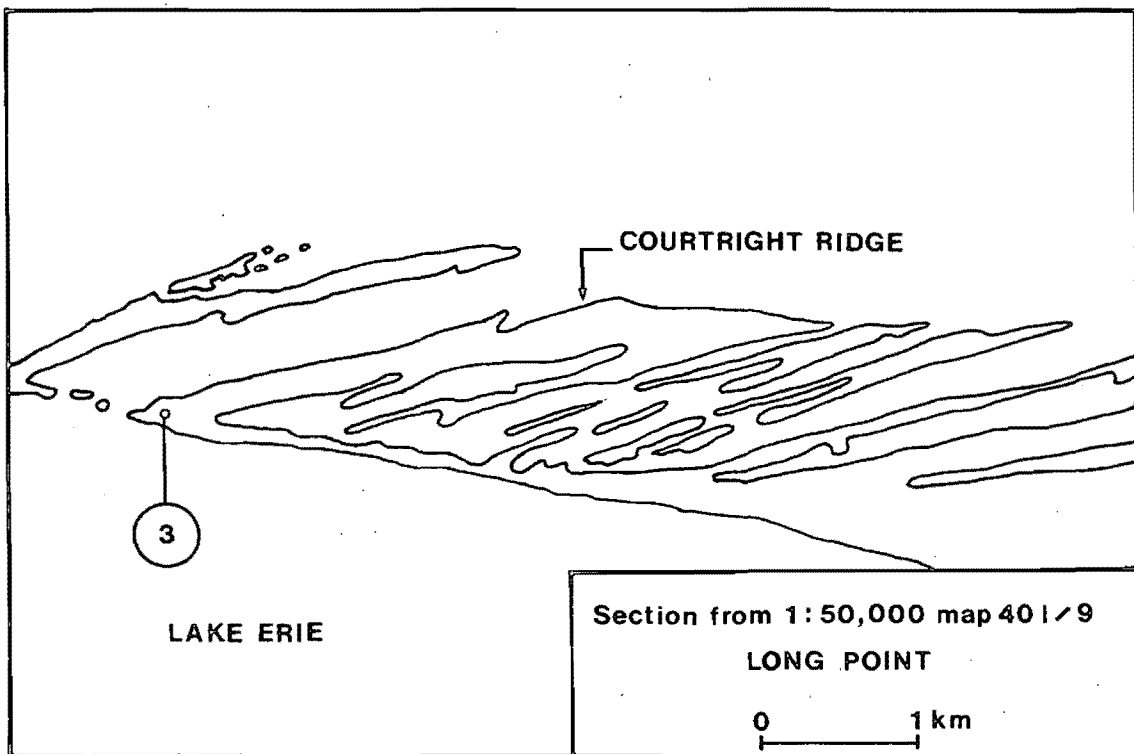 COURTRIGHT RIDGE
3
LAKE ERIE
Section from 1:50,000 map 40 I/9
LONG POINT
0 1 km